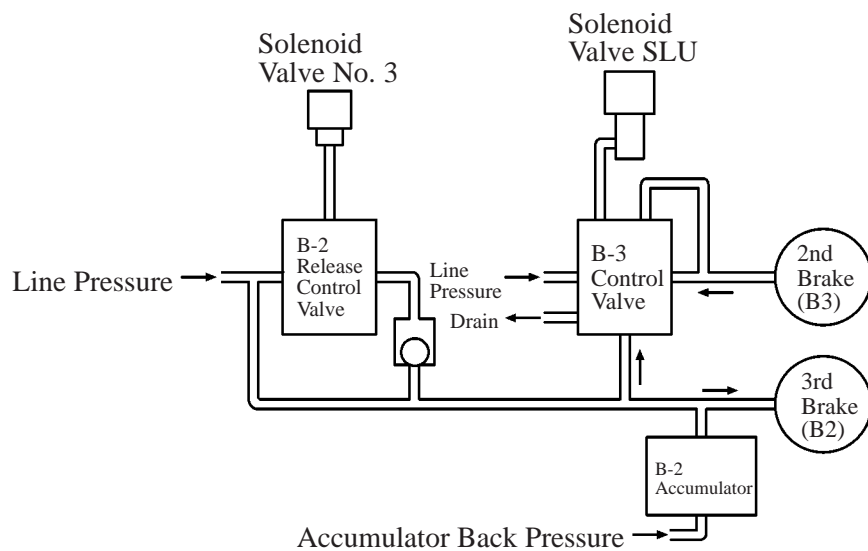 Solenoid
Valve No. 3
Solenoid
Valve SLU
B-2
Release
Control
Valve
B-3
Control
Valve
2nd
Brake
(B3)
Line Pressure
Line
Pressure
Drain
3rd
Brake
(B2)
B-2
Accumulator
Accumulator Back Pressure